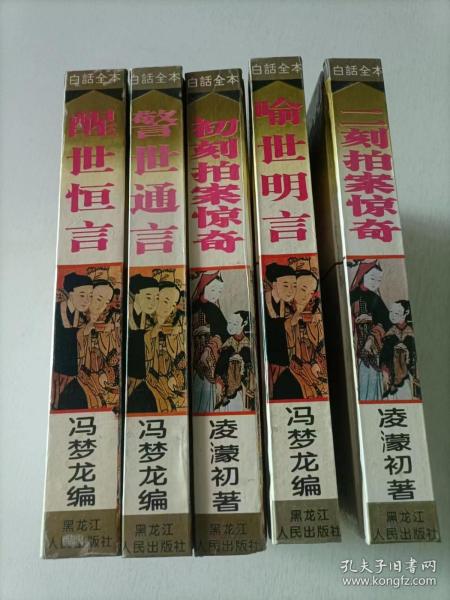 白話全本
醒世恒言
冯梦龙编
黑龙江
人民出版社
白話全本
警世通言
冯梦龙编
黑龙江
人民出版社
白話全本
初刻拍案惊奇
凌濛初著
黑龙江
人民出版社
白話全本
喻世明言
冯梦龙编
黑龙江
人民出版社
白話全本
二刻拍案惊奇
凌濛初著
黑龙江
人民出版社
孔夫子旧书网
www.kongfz.com